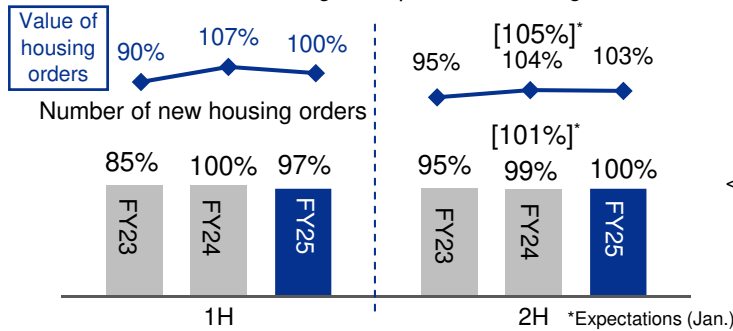 Value of
housing
orders
90%
107%
100%
95%
[105%]*
104%
103%
Number of new housing orders
[101%]*
85%
100%
97%
95%
99%
100%
FY23
FY24
FY25
FY23
FY24
FY25
<
1H
2H
*Expectations (Jan.)